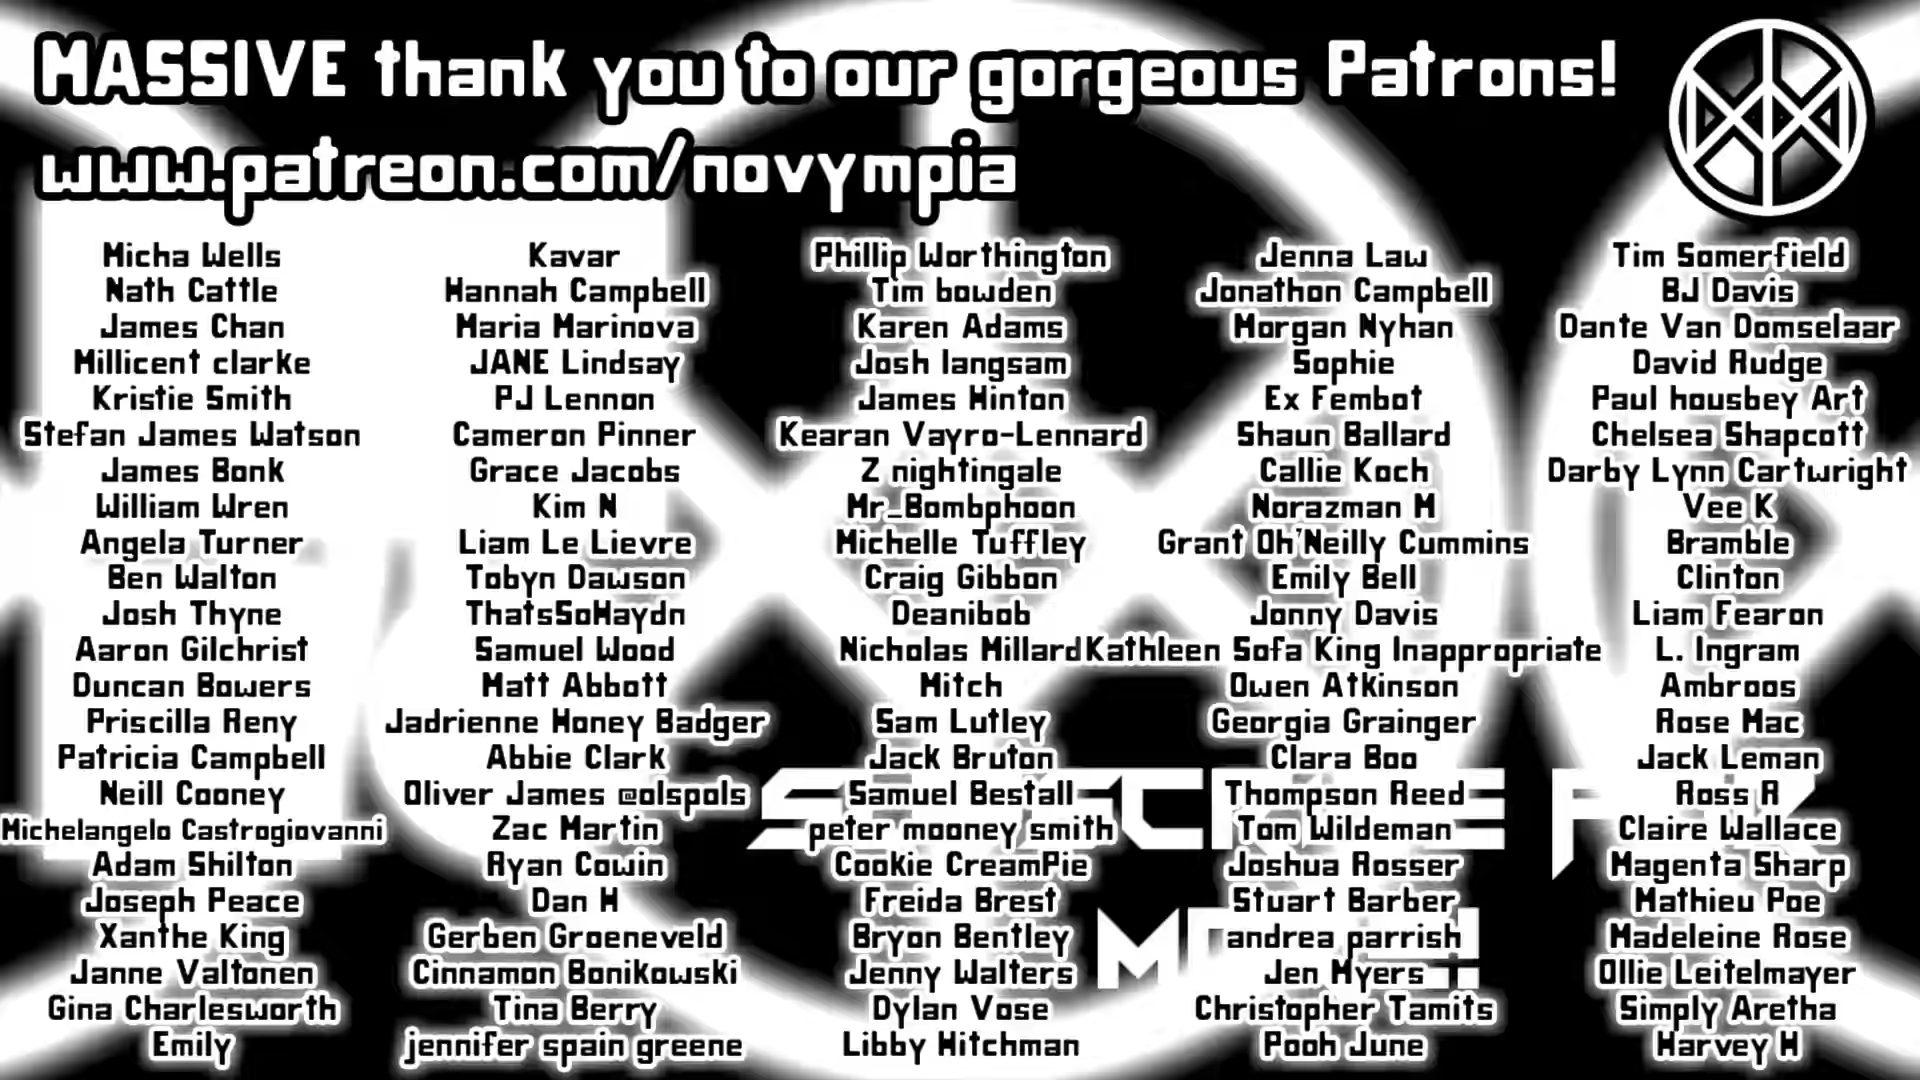 MASSIVE thank you to our gorgeous Patrons!
www.patreon.com/novympia
Micha Wells
Nath Cattle
James Chan
Millicent clarke
Kristie Smith
Stefan James Watson
James Bonk
William Wren
Angela Turner
Ben Walton
Josh Thyne
Aaron Gilchrist
Duncan Bowers
Priscilla Reny
Patricia Campbell
Neill Cooney
Michelangelo Castrogiovanni
Adam Shilton
Joseph Peace
Xanthe King
Janne Valtonen
Gina Charlesworth
Emily
Kavar
Hannah Campbell
Maria Marinova
JANE Lindsay
PJ Lennon
Cameron Pinner
Grace Jacobs
Kim N
Liam Le Lievre
Tobyn Dawson
ThatsSoHaydn
Samuel Wood
Matt Abbott
Jadrienne Honey Badger
Abbie Clark
Oliver James @olspols
Zac Martin
Ryan Cowin
Dan H
Gerben Groeneveld
Cinnamon Bonikowski
Tina Berry
jennifer spain greene
Phillip Worthington
Tim bowden
Karen Adams
Josh langsam
James Hinton
Kearan Vayro-Lennard
Z nightingale
Mr_Bombphoon
Michelle Tuffley
Craig Gibbon
Deanibob
Nicholas Millard
Mitch
Sam Lutley
Jack Bruton
Samuel Bestall
peter mooney smith
Cookie CreamPie
Freida Brest
Bryon Bentley
Jenny Walters
Dylan Vose
Libby Hitchman
Jenna Law
Jonathon Campbell
Morgan Nyhan
Sophie
Ex Fembot
Shaun Ballard
Callie Koch
Norazman M
Grant Oh'Neilly Cummins
Emily Bell
Jonny Davis
Kathleen Sofa King Inappropriate
Owen Atkinson
Georgia Grainger
Clara Boo
Thompson Reed
Tom Wildeman
Joshua Rosser
Stuart Barber
andrea parrish
Jen Myers
Christopher Tamits
Pooh June
Tim Somerfield
BJ Davis
Dante Van Domselaar
David Rudge
Paul housbey Art
Chelsea Shapcott
Darby Lynn Cartwright
Vee K
Bramble
Clinton
Liam Fearon
L. Ingram
Ambroos
Rose Mac
Jack Leman
Ross R
Claire Wallace
Magenta Sharp
Mathieu Poe
Madeleine Rose
Ollie Leitelmayer
Simply Aretha
Harvey H